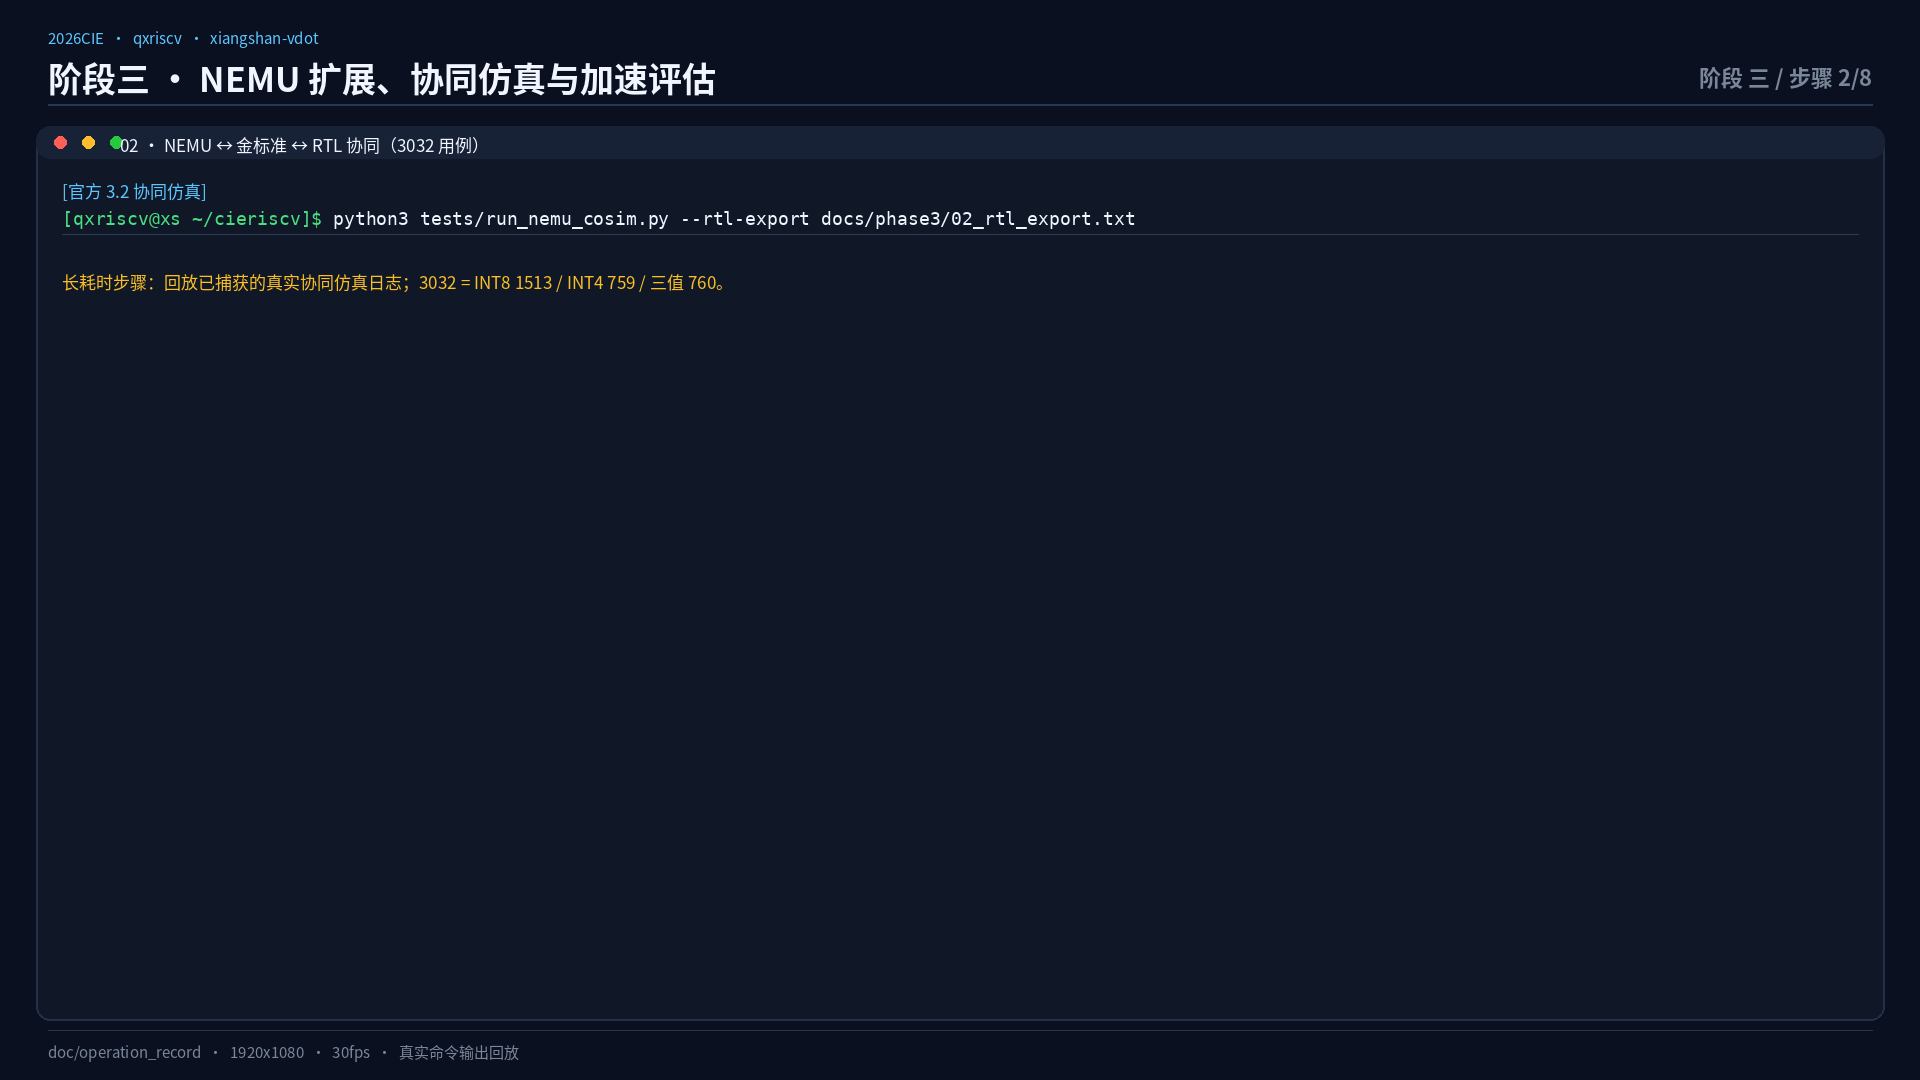 2026CIE • qxriscv • xiangshan-vdot
阶段三 · NEMU 扩展、协同仿真与加速评估
阶段 三 / 步骤 2/8
02 · NEMU ↔ 金标准 ↔ RTL 协同（3032 用例）
[官方 3.2 协同仿真]
[qxriscv@xs ~/cieriscv]$ python3 tests/run_nemu_cosim.py --rtl-export docs/phase3/02_rtl_export.txt
长耗时步骤：回放已捕获的真实协同仿真日志；3032 = INT8 1513 / INT4 759 / 三值 760。
doc/operation_record • 1920x1080 • 30fps • 真实命令输出回放